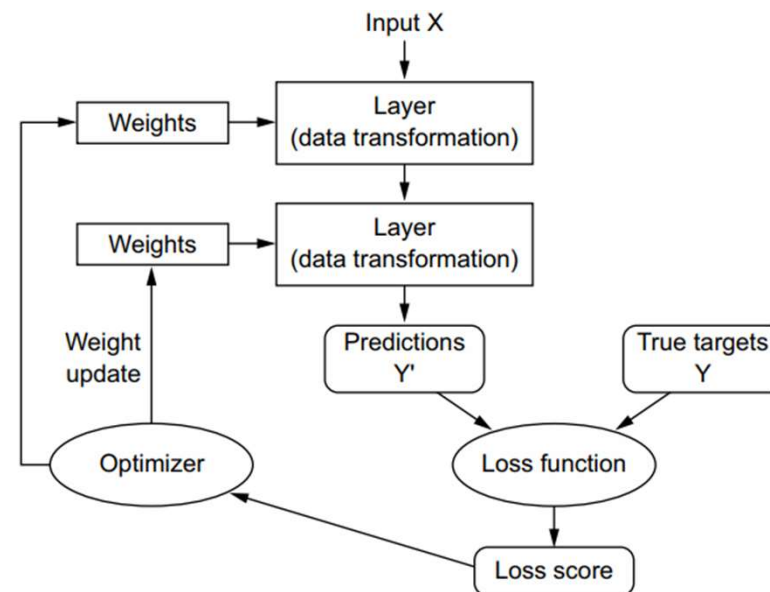 Input X
Weights
Layer
(data transformation)
Weights
Layer
(data transformation)
Weight
update
Predictions
Y'
True targets
Y
Optimizer
Loss function
Loss score